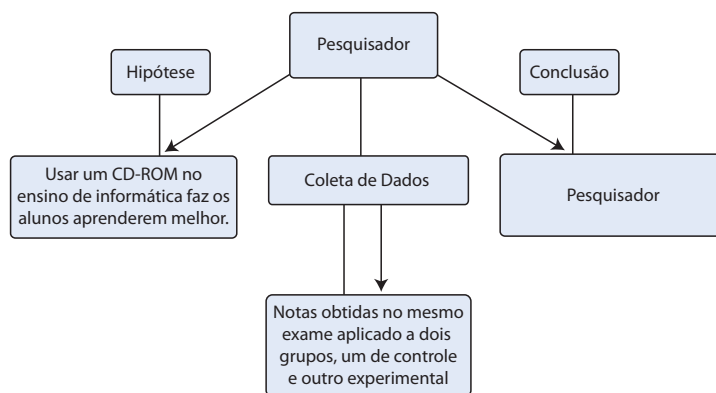 Pesquisador
Hipótese
Conclusão
Usar um CD-ROM no
ensino de informática faz os
alunos aprenderem melhor.
Coleta de Dados
Pesquisador
Notas obtidas no mesmo
exame aplicado a dois
grupos, um de controle
e outro experimental